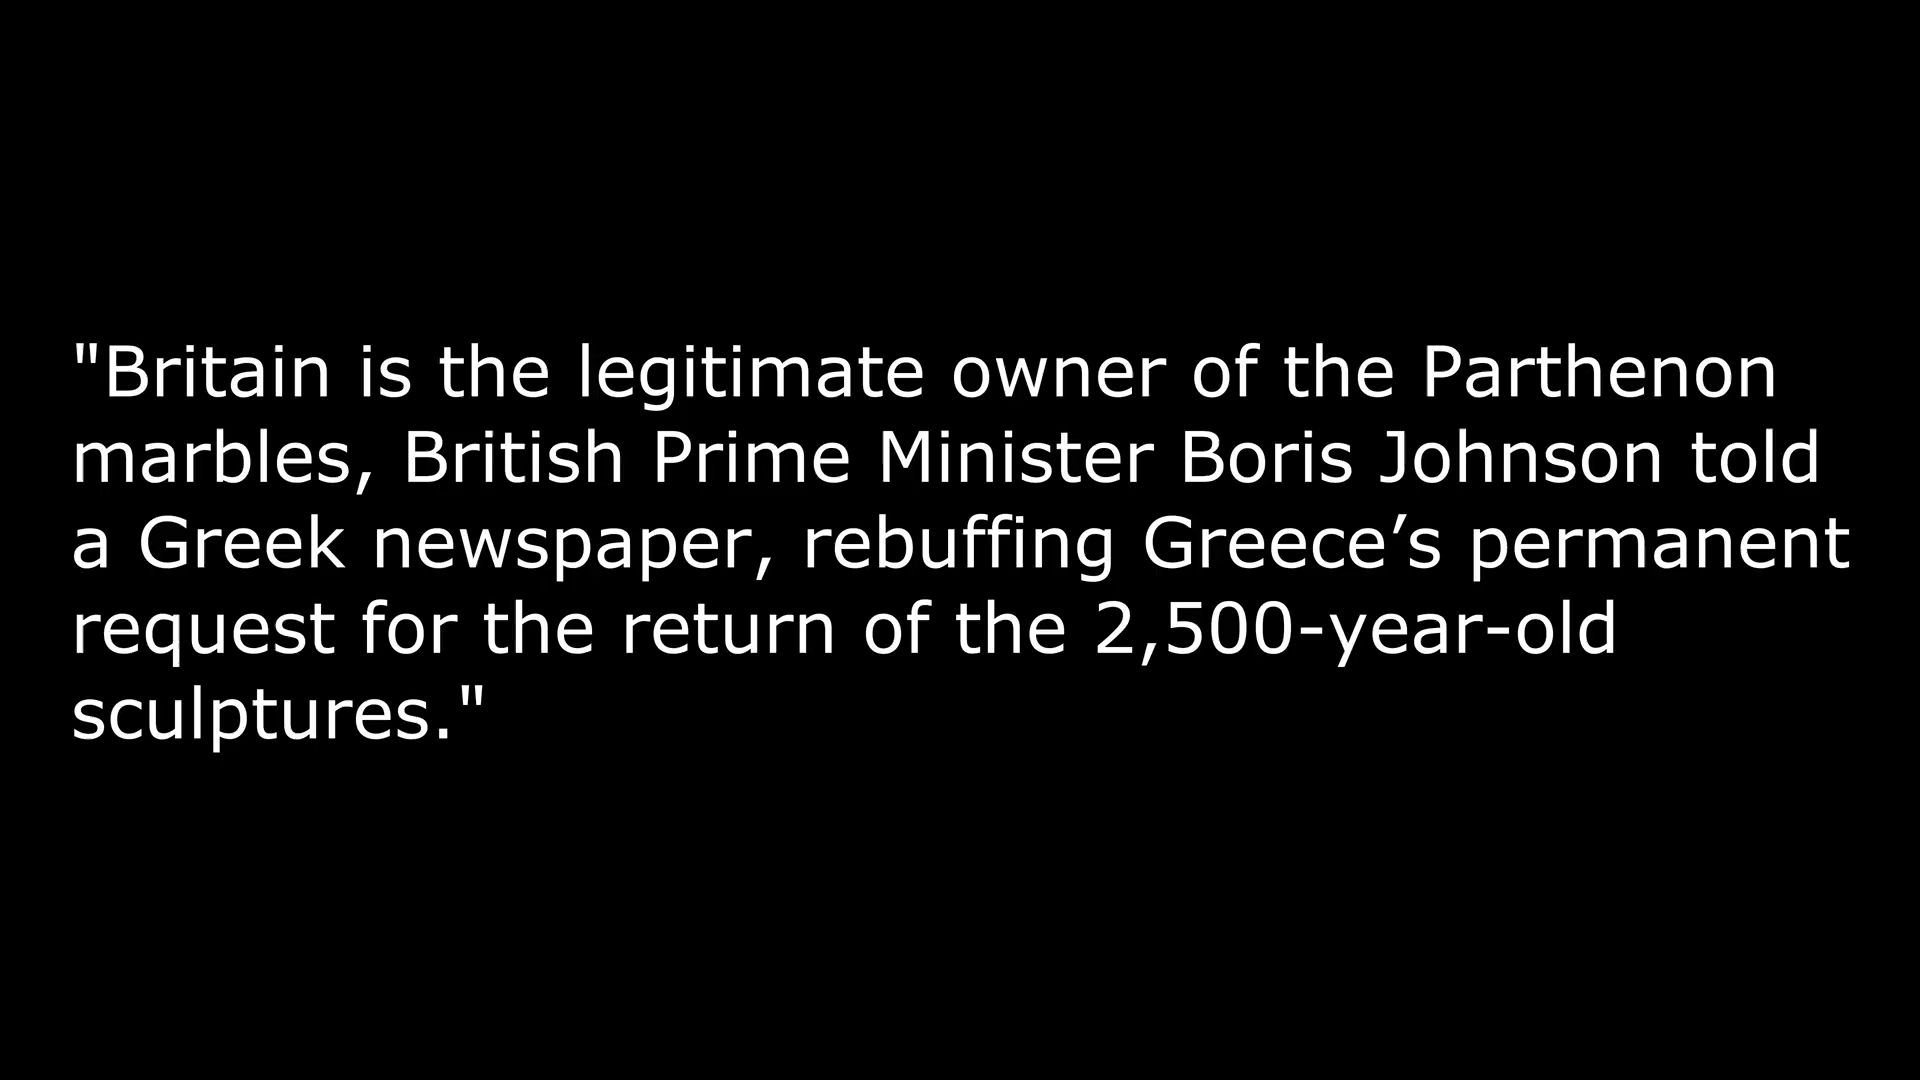 "Britain is the legitimate owner of the Parthenon
marbles, British Prime Minister Boris Johnson told
a Greek newspaper, rebuffing Greece’s permanent
request for the return of the 2,500-year-old
sculptures."